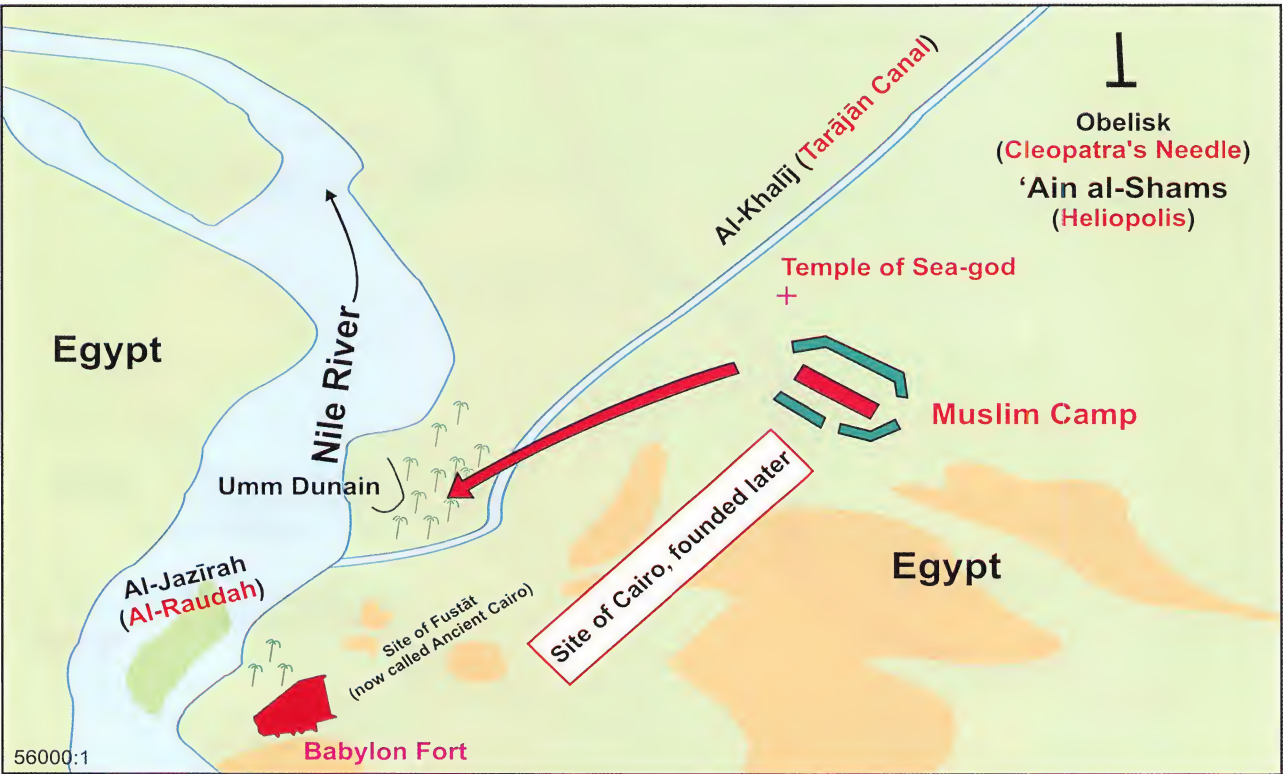 Al-Khalīj (Tarājān Canal)
Obelisk
(Cleopatra's Needle)
‘Ain al-Shams
(Heliopolis)
Temple of Sea-god
Egypt
Nile River
Muslim Camp
Umm Dunain
Site of Cairo, founded later
Egypt
Al-Jazīrah
(Al-Raudah)
Site of Fustāt
(now called Ancient Cairo)
Babylon Fort
56000:1